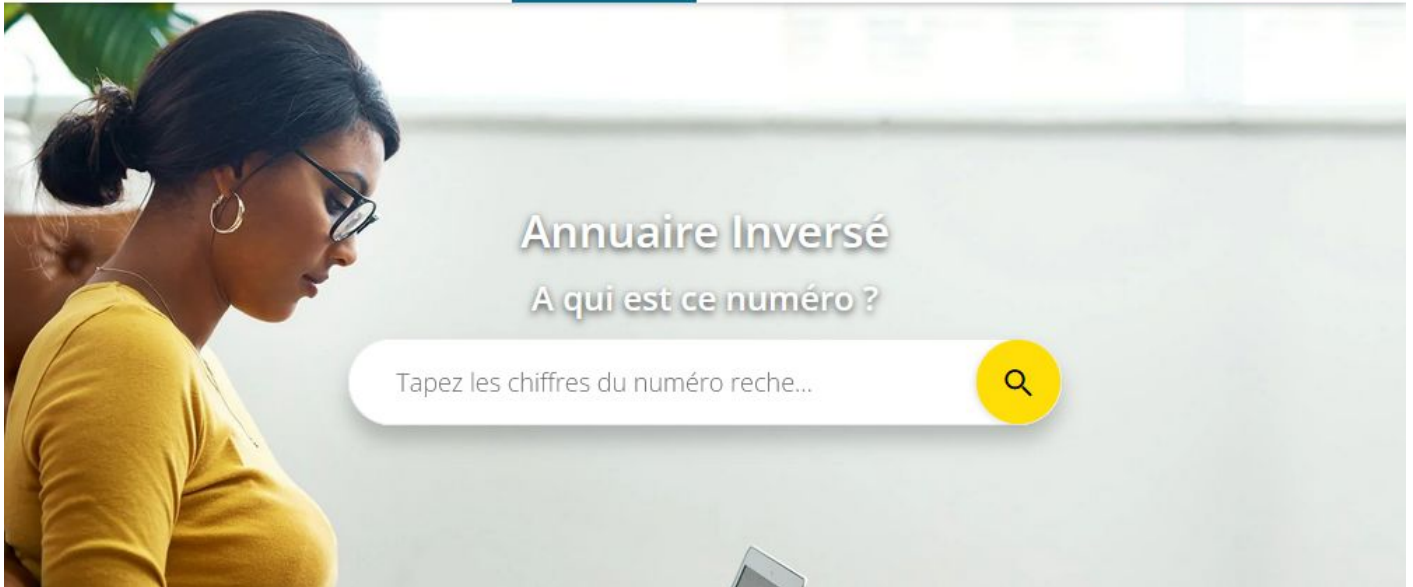 Annuaire Inversé
A qui est ce numéro ?
Tapez les chiffres du numéro reche...